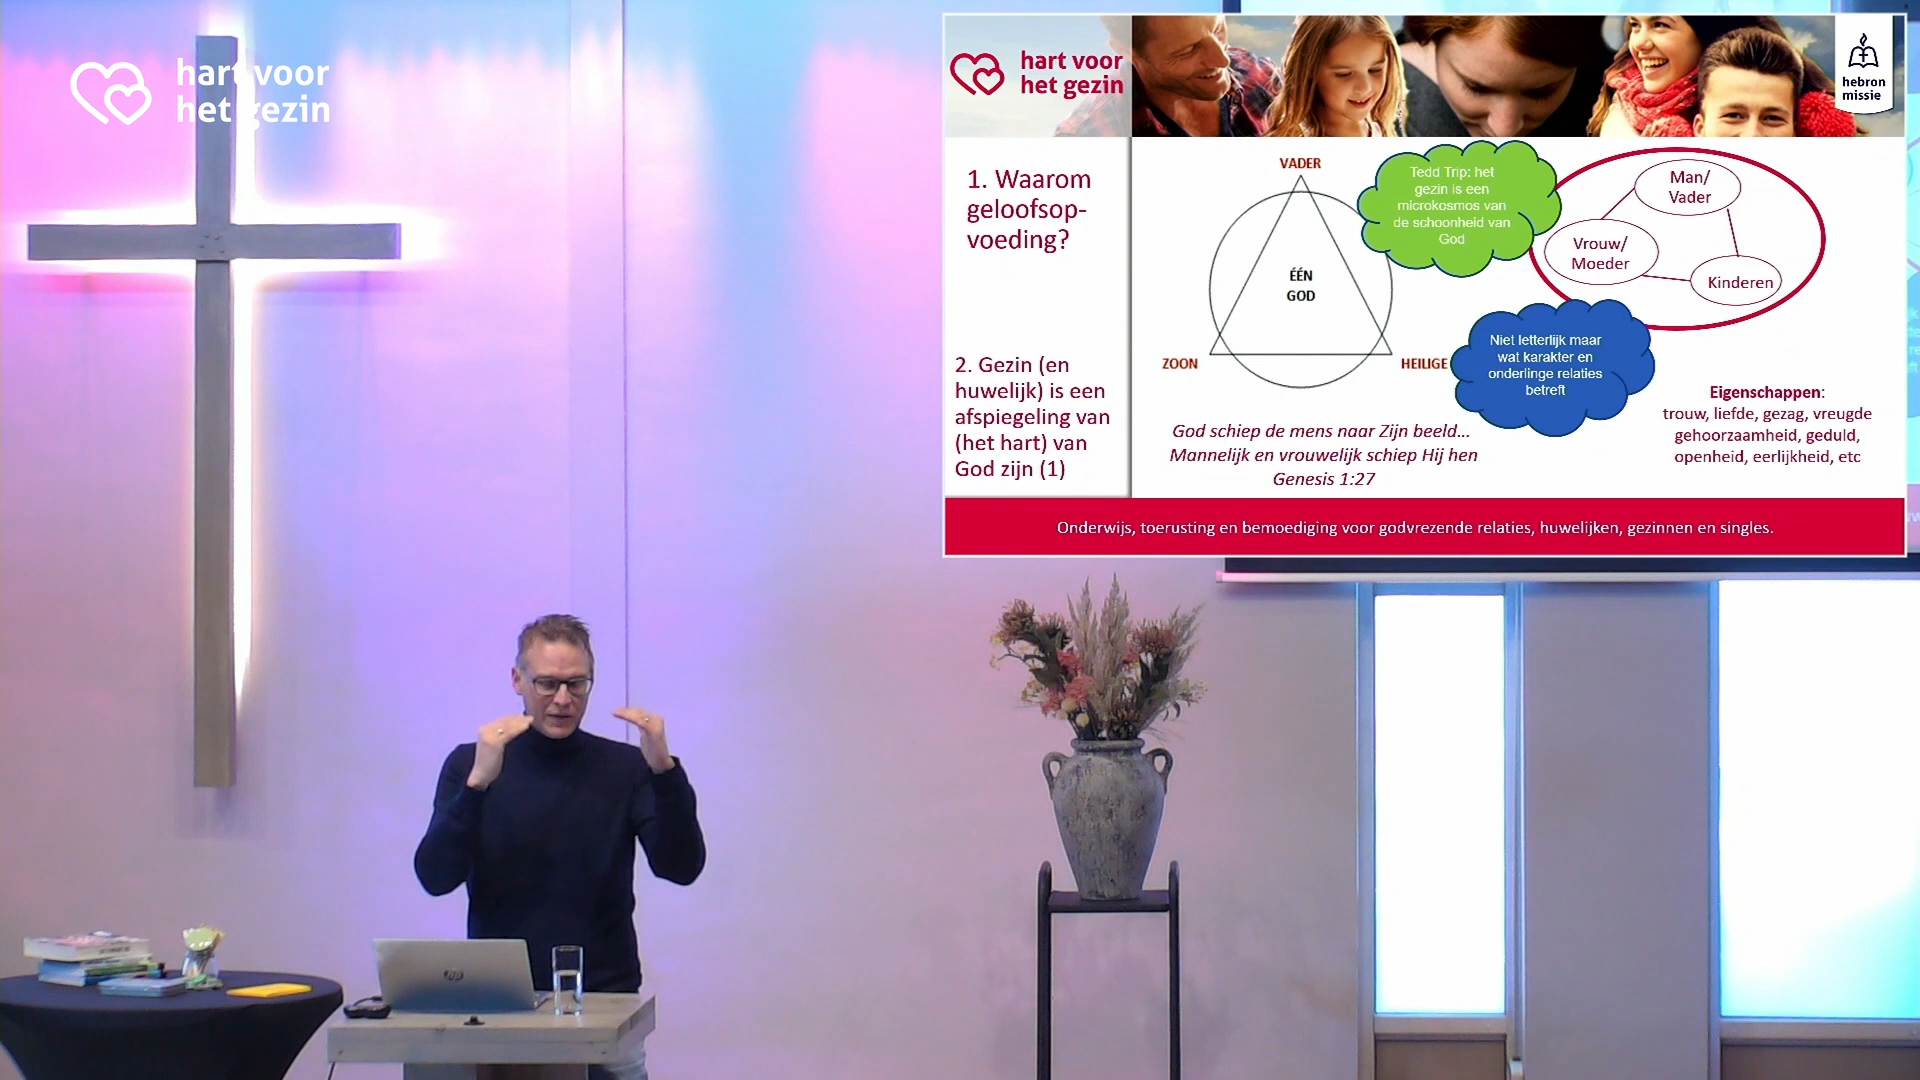 hart voor
het gezin
hart voor
het gezin
hebron
missie
1. Waarom
geloofsop-
voeding?
2. Gezin (en
huwelijk) is een
afspiegeling van
(het hart) van
God zijn (1)
VADER
ÉÉN
GOD
ZOON
HEILIGE
Tedd Trip: het
gezin is een
microkosmos van
de schoonheid van
God
Man/
Vader
Vrouw/
Moeder
Kinderen
Niet letterlijk maar
wat karakter en
onderlinge relaties
betreft
God schiep de mens naar Zijn beeld...
Mannelijk en vrouwelijk schiep Hij hen
Genesis 1:27
Eigenschappen:
trouw, liefde, gezag, vreugde
gehoorzaamheid, geduld,
openheid, eerlijkheid, etc
Onderwijs, toerusting en bemoediging voor godvrezende relaties, huwelijken, gezinnen en singles.
hp